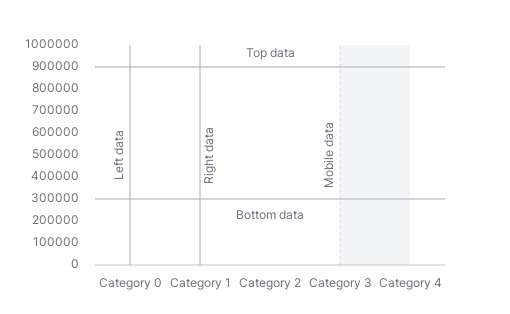 1000000
Top data
900000
800000
700000
600000
500000
400000
300000
200000
100000
0
Left data
Right data
Mobile data
Bottom data
Category 0
Category 1
Category 2
Category 3
Category 4